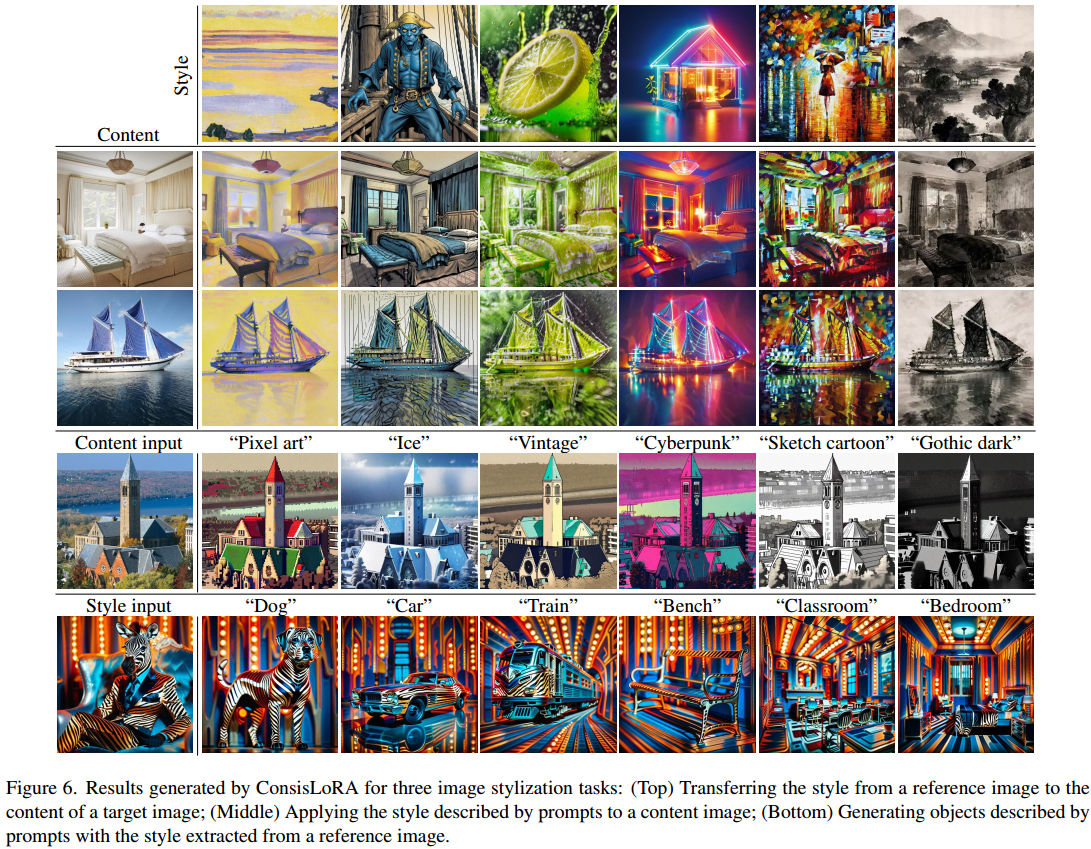 Style
Content
Content input “Pixel art” “Ice” “Vintage” “Cyberpunk” “Sketch cartoon” “Gothic dark”
Style input “Dog” “Car” “Train” “Bench” “Classroom” “Bedroom”
Figure 6. Results generated by ConsisLoRA for three image stylization tasks: (Top) Transferring the style from a reference image to the
content of a target image; (Middle) Applying the style described by prompts to a content image; (Bottom) Generating objects described by
prompts with the style extracted from a reference image.